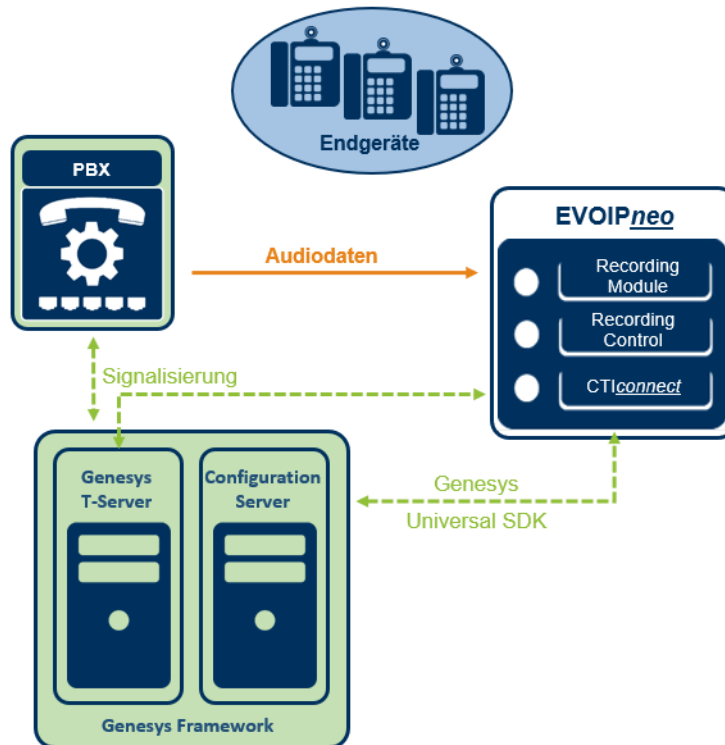 Endgeräte
PBX
EVOIPneo
Audiodaten
Recording
Module
Recording
Control
CTIconnect
Signalisierung
Genesys
T-Server
Configuration
Server
Genesys
Universal SDK
Genesys Framework